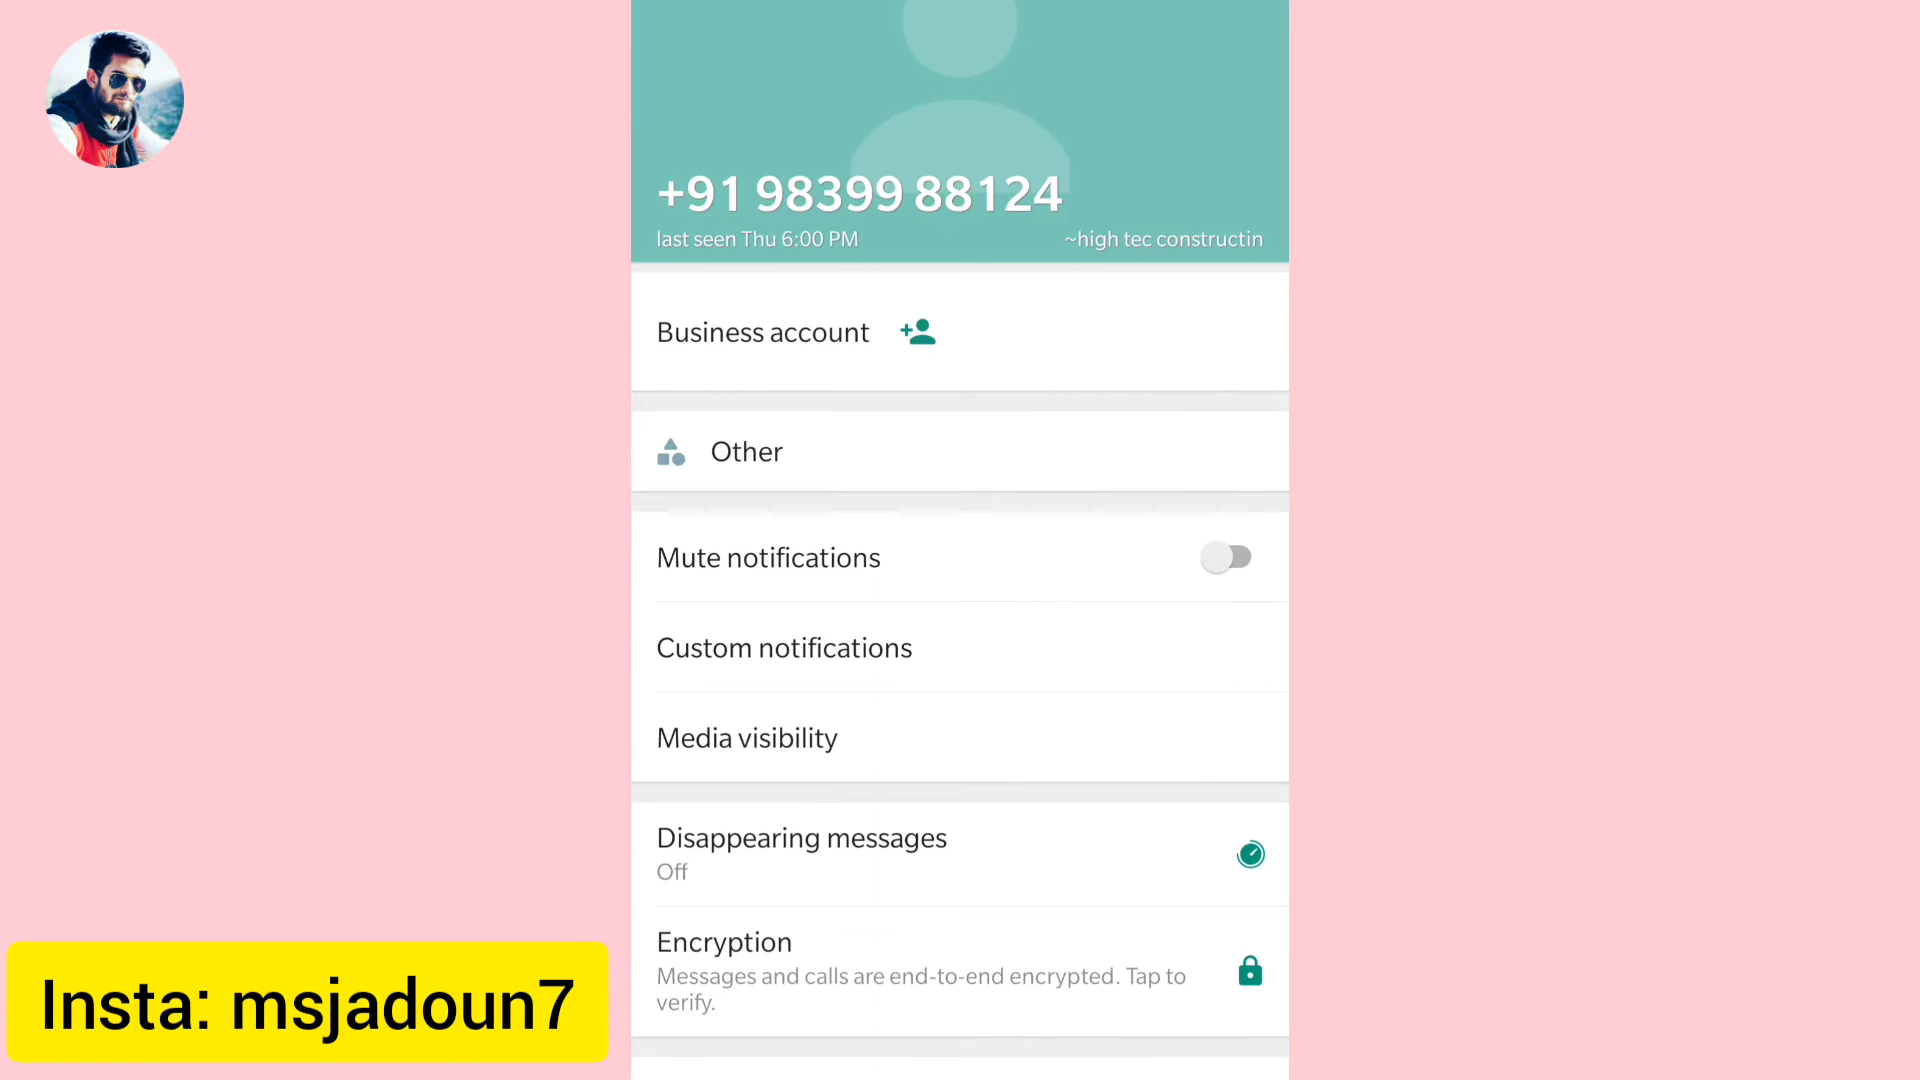 +91 98399 88124
last seen Thu 6:00 PM ~high tec constructin
Business account
Other
Mute notifications
Custom notifications
Media visibility
Disappearing messages
Off
Encryption
Messages and calls are end-to-end encrypted. Tap to
verify.
Insta: msjadoun7